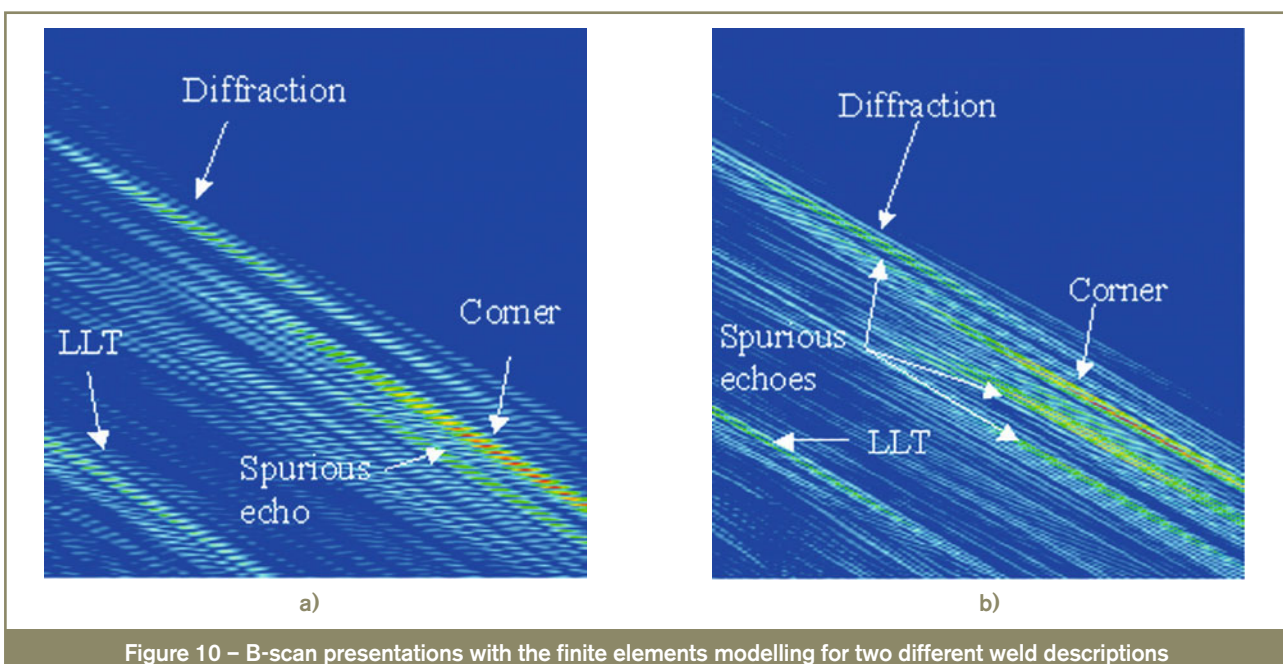 Diffraction
LLT
Corner
Spurious
echo
a)
Diffraction
Corner
Spurious
echoes
LLT
b)
Figure 10 – B-scan presentations with the finite elements modelling for two different weld descriptions